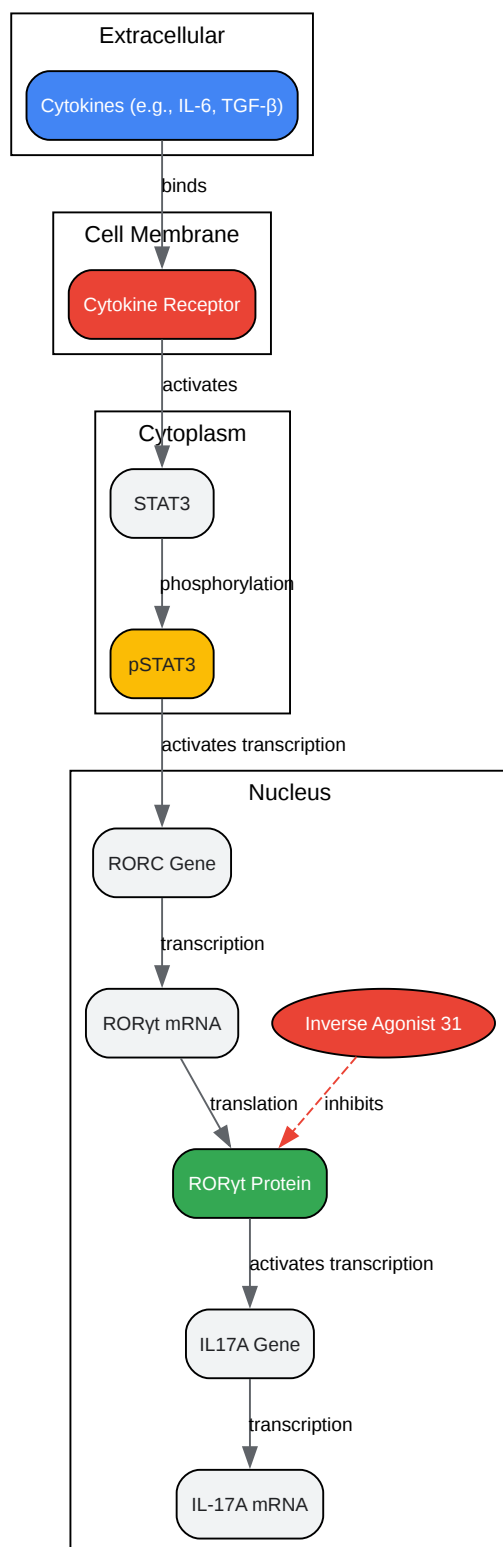 Extracellular
Cytokines (e.g., IL-6, TGF-β)
binds
Cell Membrane
Cytokine Receptor
activates
Cytoplasm
STAT3
phosphorylation
pSTAT3
activates transcription
Nucleus
RORC Gene
transcription
RORγt mRNA
Inverse Agonist 31
translation
inhibits
RORγt Protein
activates transcription
IL17A Gene
transcription
IL-17A mRNA